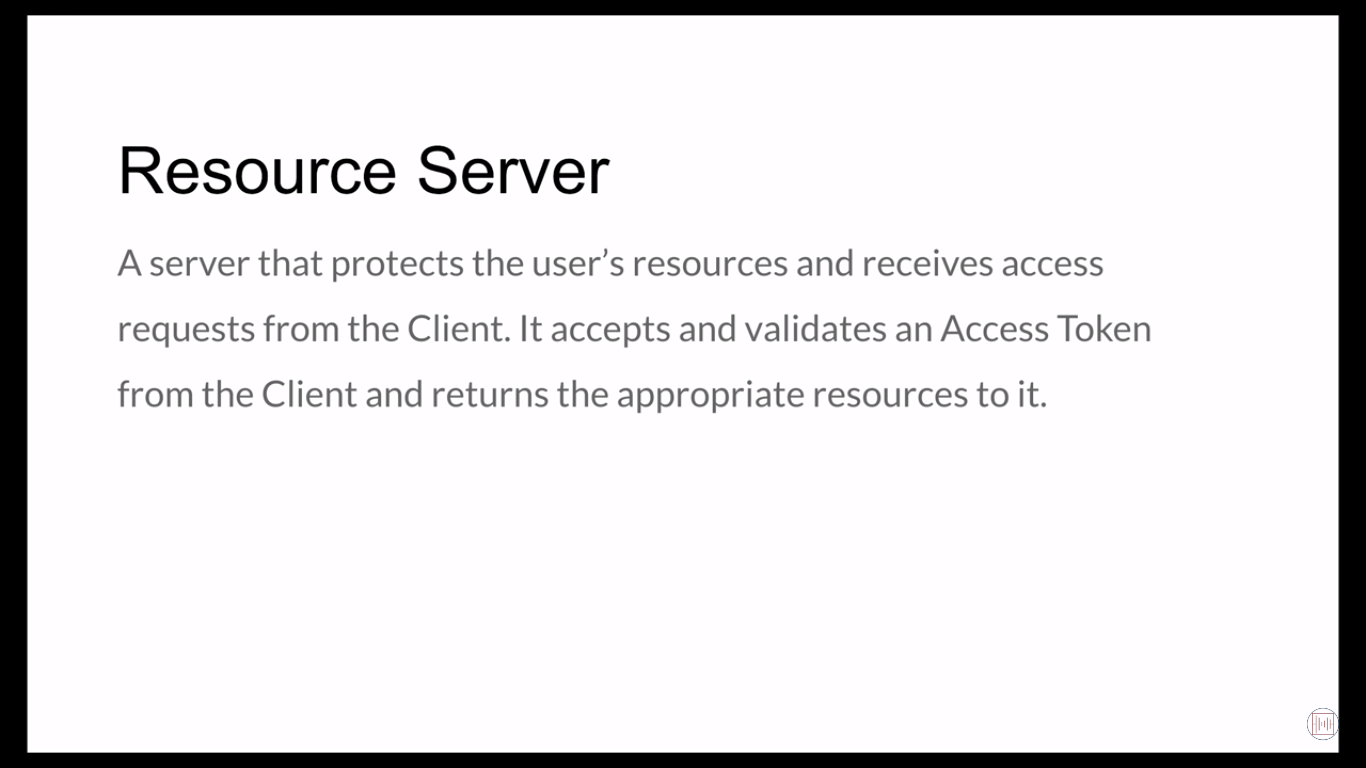 Resource Server
A server that protects the user’s resources and receives access
requests from the Client. It accepts and validates an Access Token
from the Client and returns the appropriate resources to it.